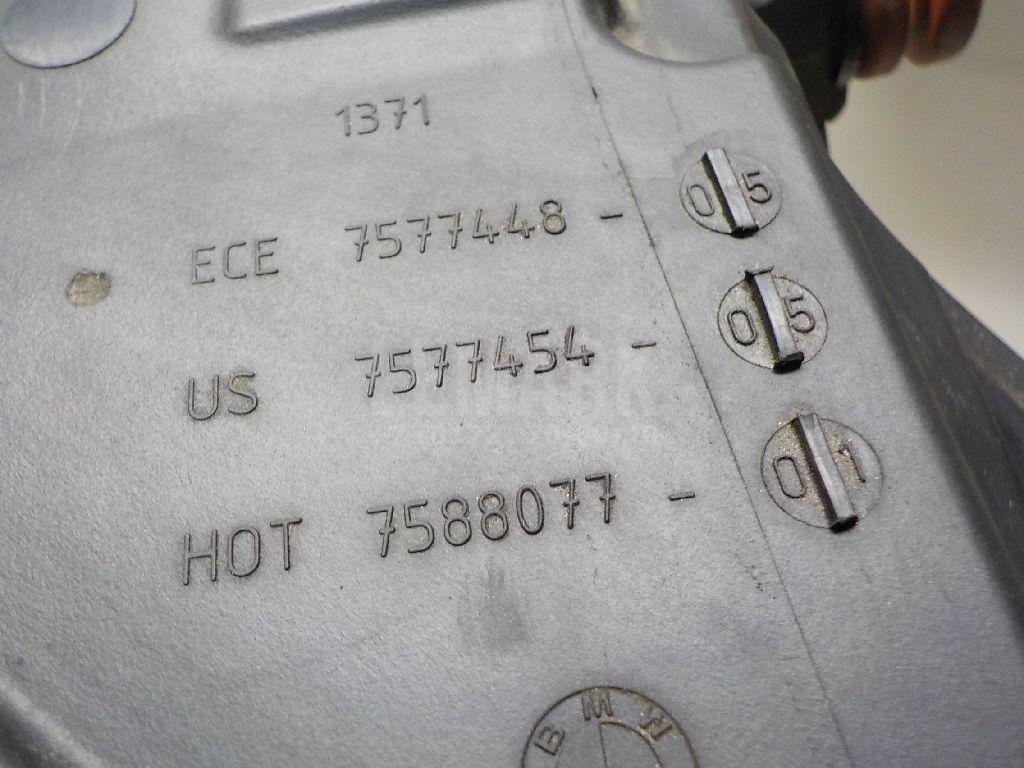 1371
ECE 7577448 - 05
US 7577454 - 05
HOT 7588077 - 01
BMW